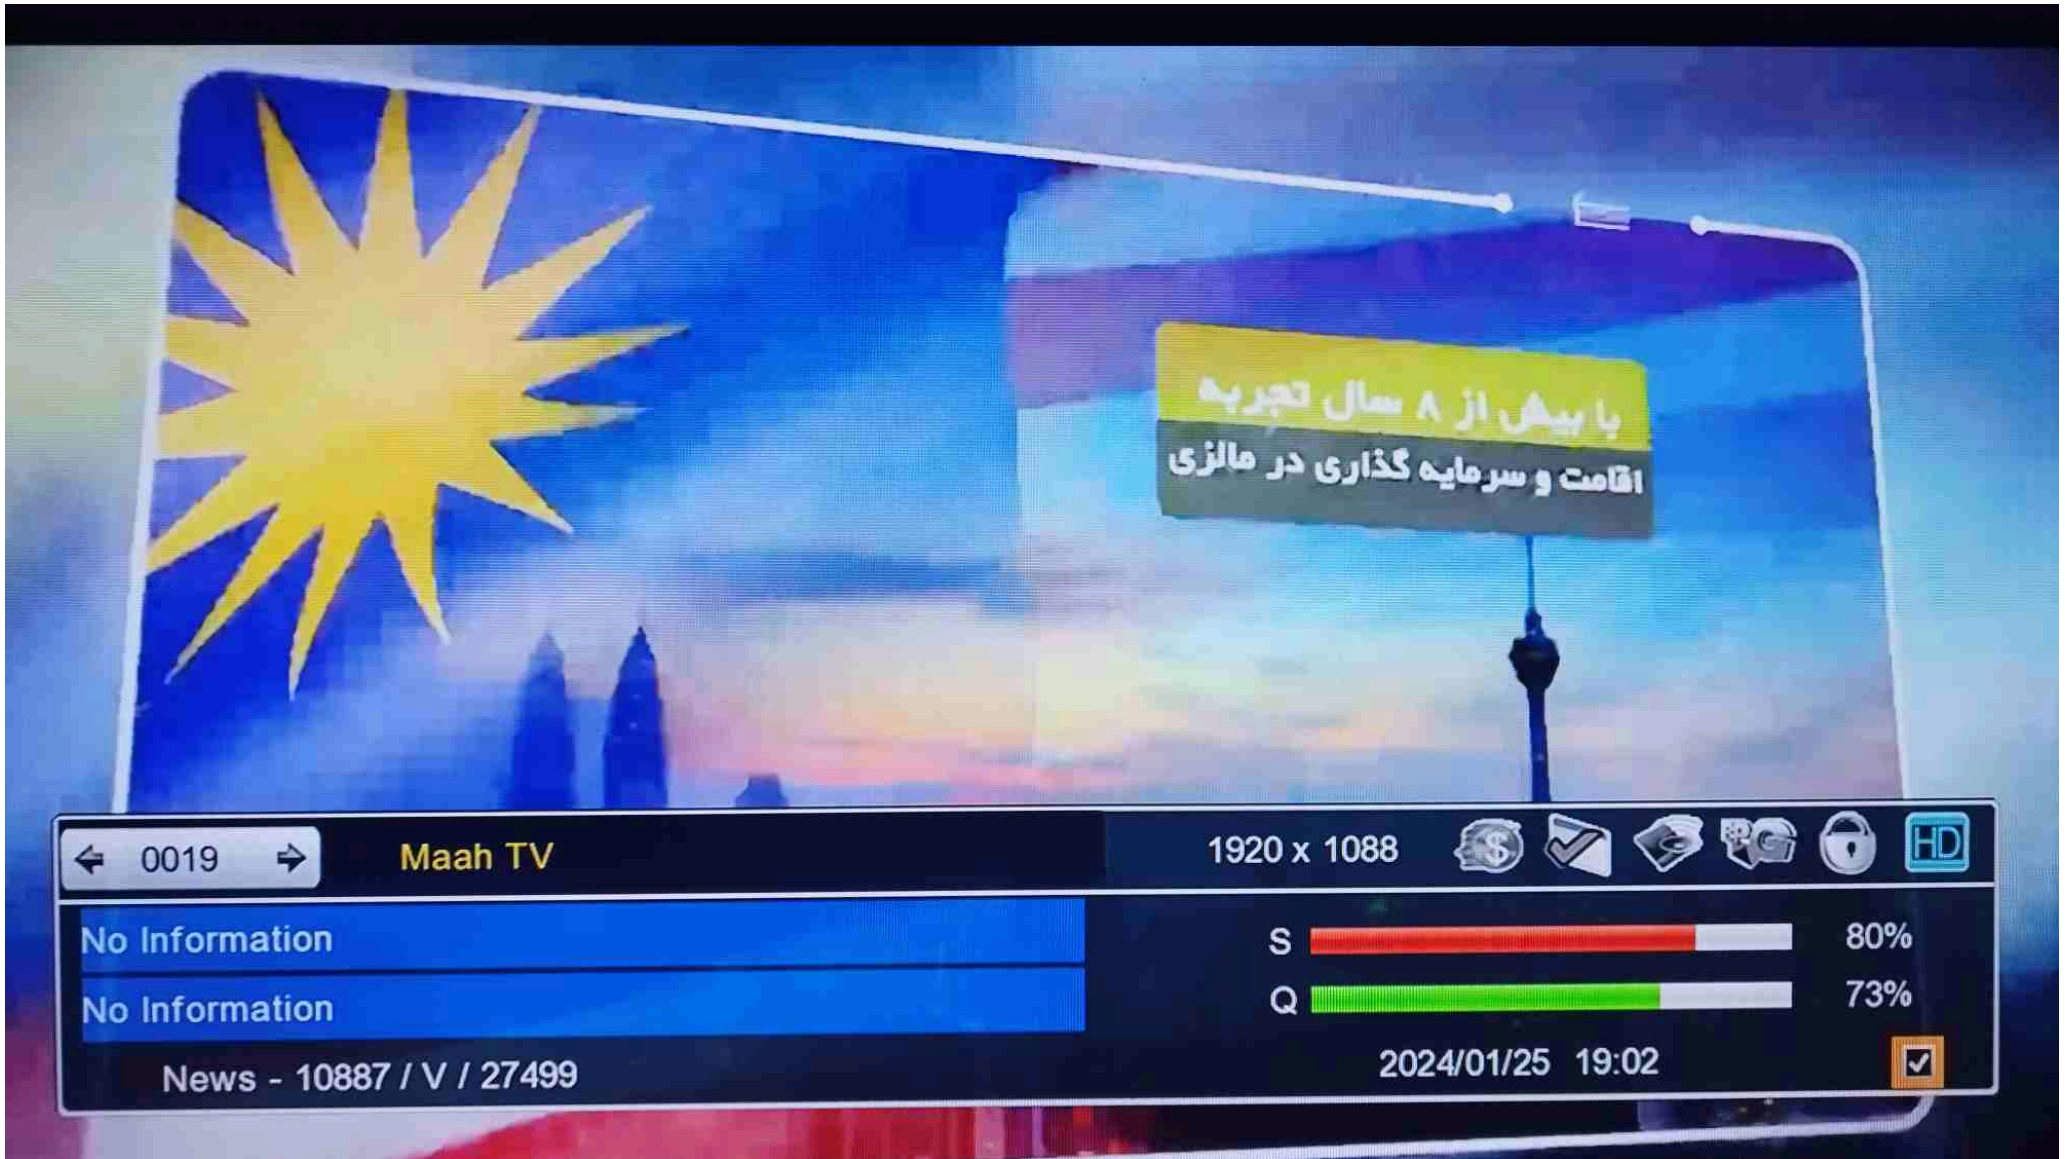 با بیش از ۸ سال تجربه
اقامت و سرمایه گذاری در مالزی
0019 Maah TV 1920 x 1088 HD
No Information S 80%
No Information Q 73%
News - 10887 / V / 27499 2024/01/25 19:02